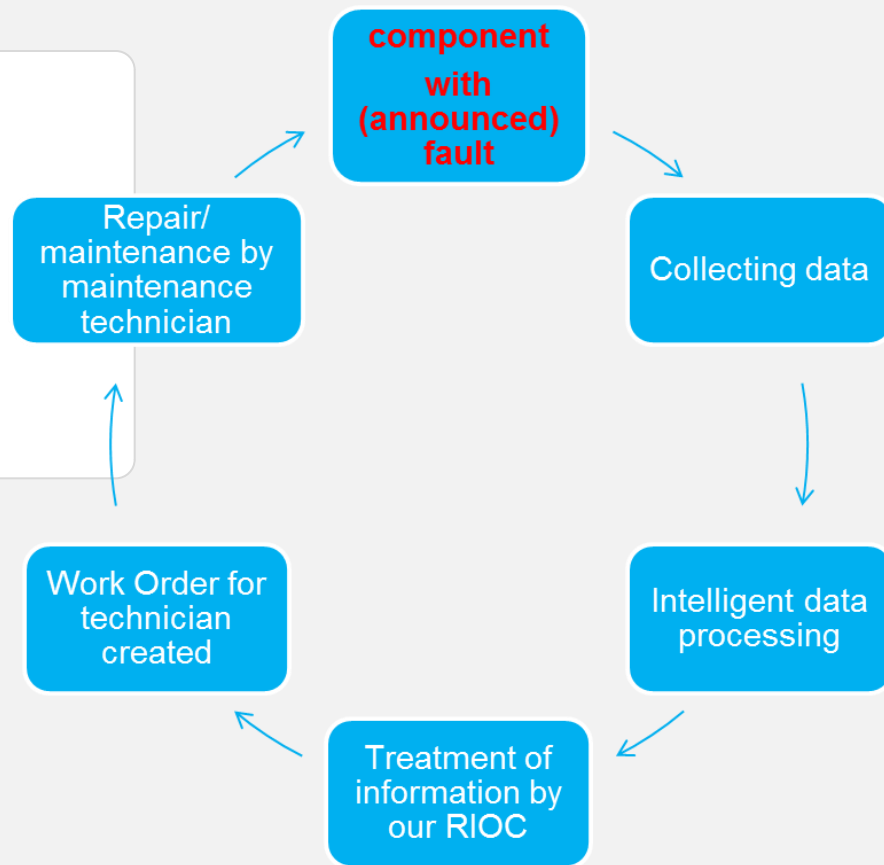 component
with
(announced)
fault
Collecting data
Intelligent data
processing
Treatment of
information by
our RIOC
Work Order for
technician
created
Repair/
maintenance by
maintenance
technician